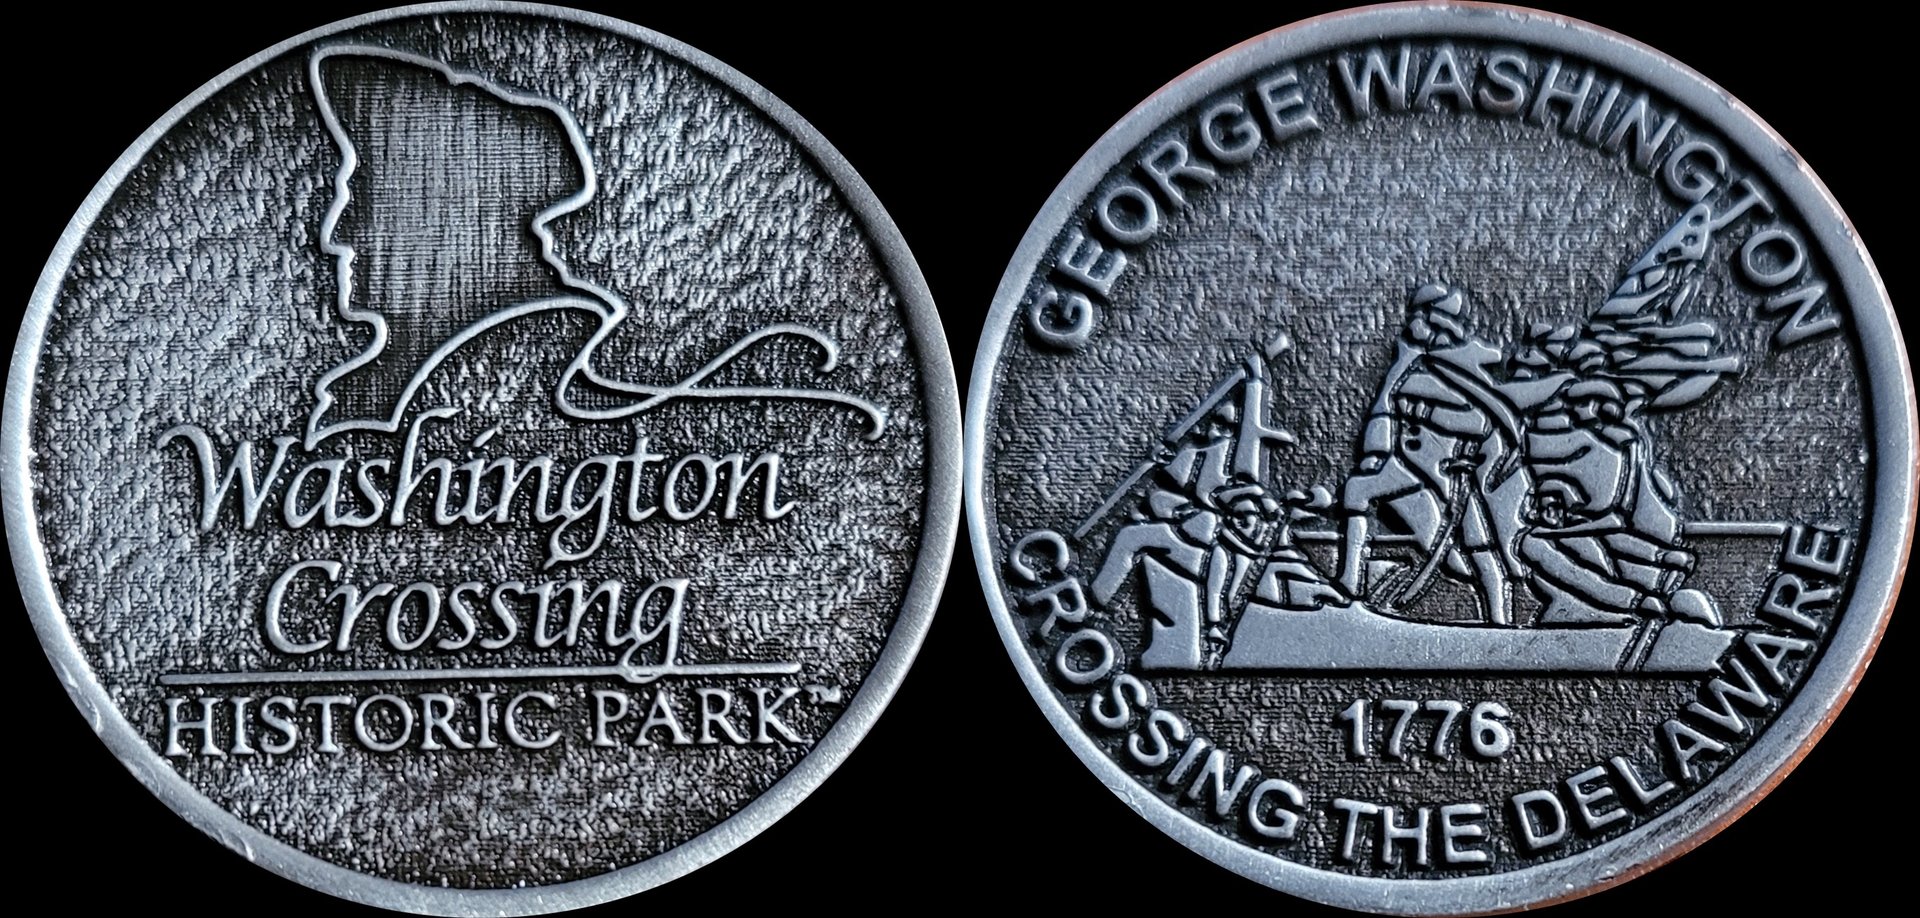 Washington
Crossing
HISTORIC PARK™
GEORGE WASHINGTON
1776
CROSSING THE DELAWARE